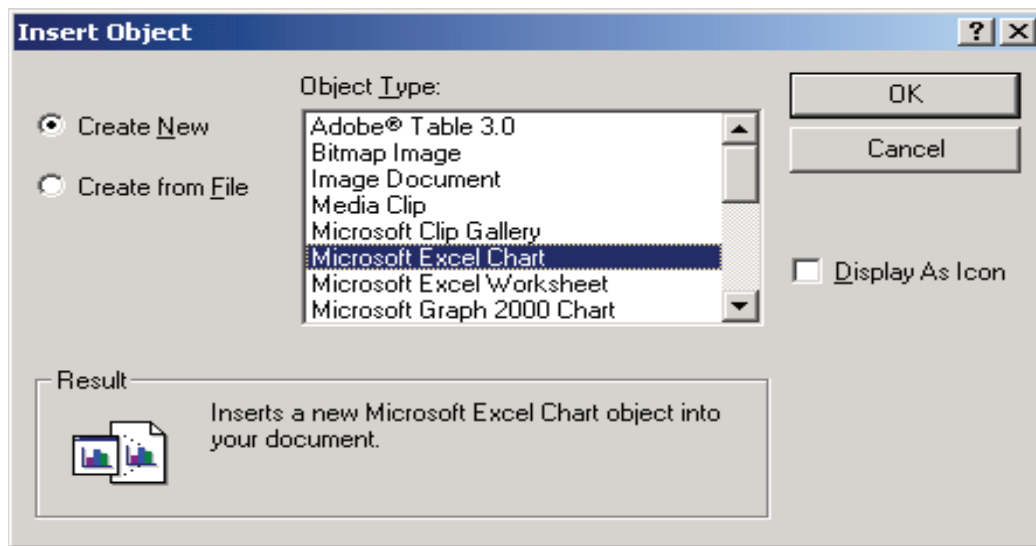 Insert Object
Object Type:
Create New
Create from File
Adobe® Table 3.0
Bitmap Image
Image Document
Media Clip
Microsoft Clip Gallery
Microsoft Excel Chart
Microsoft Excel Worksheet
Microsoft Graph 2000 Chart
OK
Cancel
Display As Icon
Result
Inserts a new Microsoft Excel Chart object into
your document.